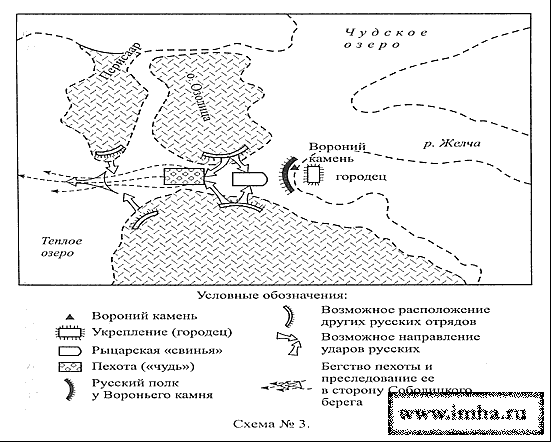 Чудское
озеро
Перисаар
о. Озолица
Вороний
камень
городец
р. Желча
Теплое
озеро
Условные обозначения:
Вороний камень
Укрепление (городец)
Рыцарская «свинья»
Пехота («чудь»)
Русский полк
у Вороньего камня
Возможное расположение
других русских отрядов
Возможное направление
ударов русских
Бегство пехоты и
преследование ее
в сторону Соболицкого
берега
Схема № 3.
www.imha.ru